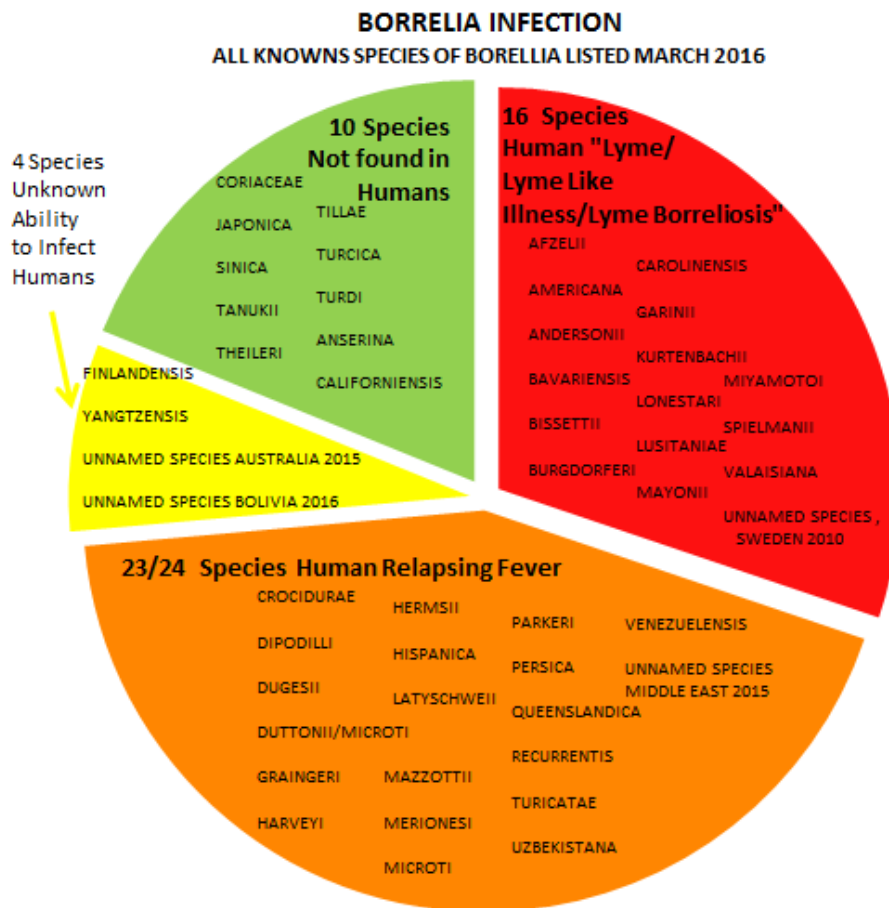 BORRELIA INFECTION
ALL KNOWNS SPECIES OF BORELLIA LISTED MARCH 2016
4 Species
Unknown
Ability
to Infect
Humans
10 Species
Not found in
Humans
CORIACEAE
JAPONICA
SINICA
TANUKII
THEILERI
TILLAE
TURCICA
TURDI
ANSERINA
CALIFORNIENSIS
16 Species
Human "Lyme/
Lyme Like
Illness/Lyme Borreliosis"
AFZELII
AMERICANA
ANDERSONII
BAVARIENSIS
BISSETTII
BURGDORFERI
CAROLINENSIS
GARINII
KURTENBACHII
LONESTARI
LUSITANIAE
MAYONII
MIYAMOTOI
SPIELMANII
VALAISIANA
UNNAMED SPECIES ,
SWEDEN 2010
FINLANDENSIS
YANGTZENSIS
UNNAMED SPECIES AUSTRALIA 2015
UNNAMED SPECIES BOLIVIA 2016
23/24 Species Human Relapsing Fever
CROCIDURAE
DIPODILLI
DUGESII
DUTTONII/MICROTI
GRAINGERI
HARVEYI
HERMSII
HISPANICA
LATYSCHWEII
MAZZOTTII
MERIONESI
MICROTI
PARKERI
PERSICA
QUEENSLANDICA
RECURRENTIS
TURICATAE
UZBEKISTANA
VENEZUELENSIS
UNNAMED SPECIES
MIDDLE EAST 2015